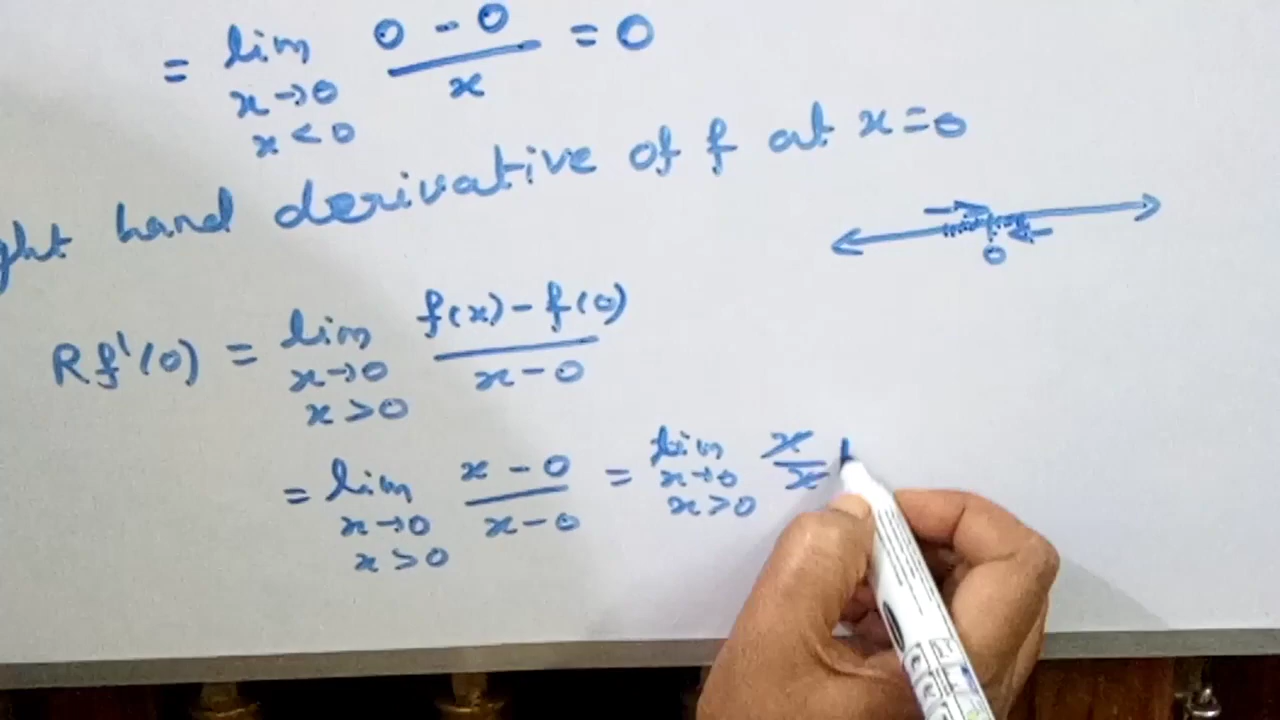 = lim 0 - 0 / x = 0
x→0
x<0
ght hand derivative of f at x=0
0
Rf'(0) = lim f(x)-f(0) / x-0
x→0
x>0
= lim x-0 / x-0 = lim x / x
x→0 x→0
x>0 x>0